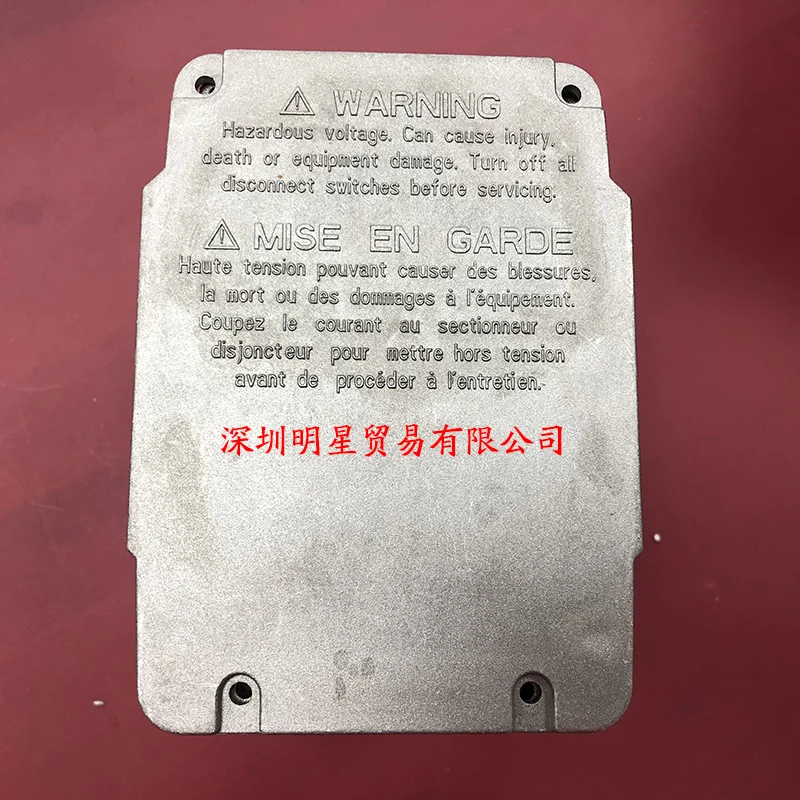 ⚠ WARNING
Hazardous voltage. Can cause injury,
death or equipment damage. Turn off all
disconnect switches before servicing.
⚠ MISE EN GARDE
Haute tension pouvant causer des blessures,
la mort ou des dommages à l'équipement.
Coupez le courant au sectionneur ou
disjoncteur pour mettre hors tension
avant de procéder à l'entretien.
深圳明星贸易有限公司